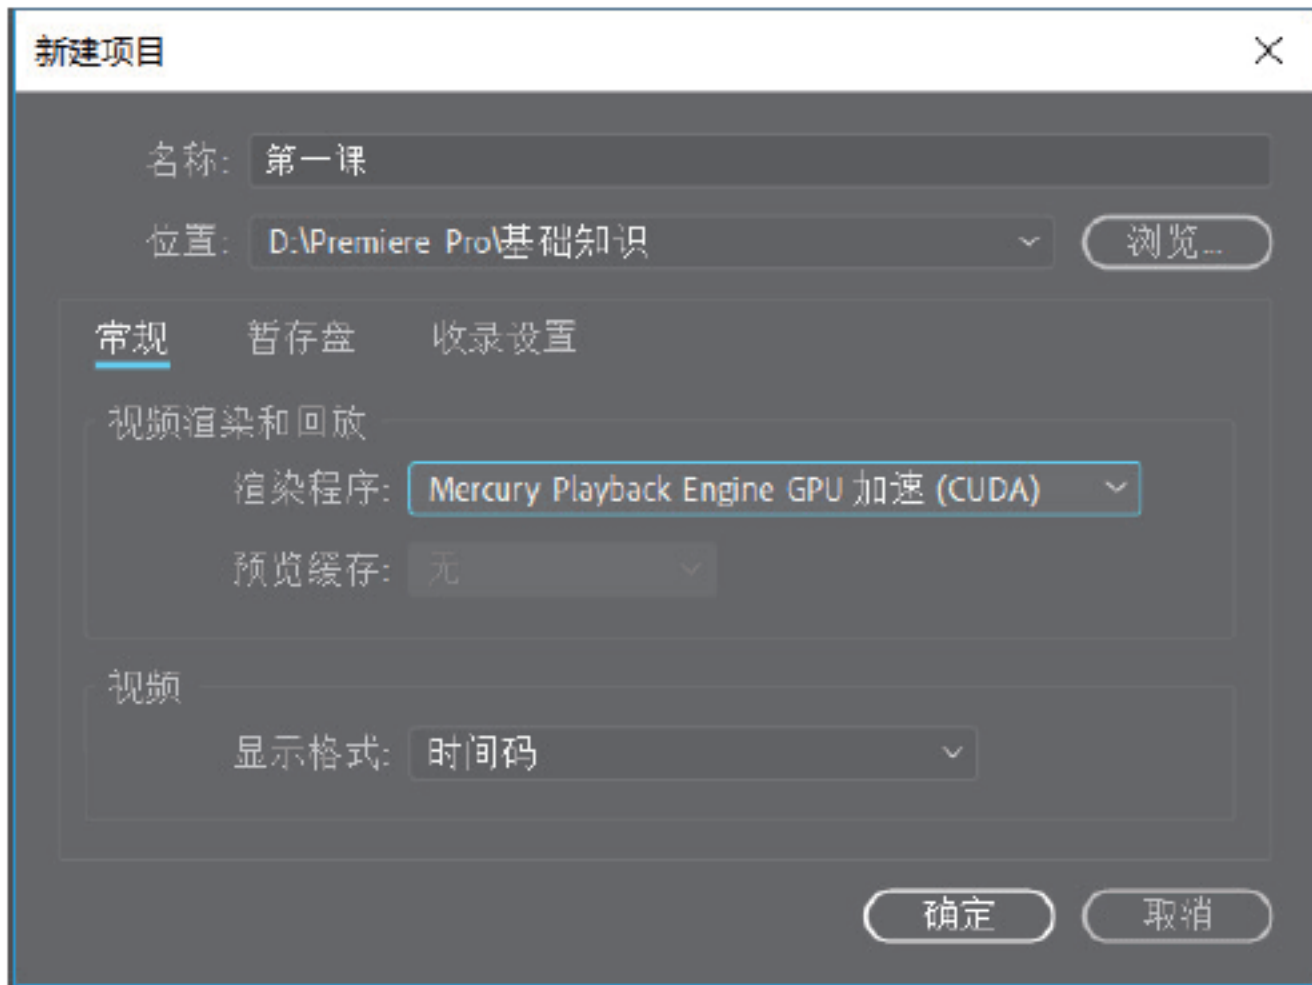 新建项目
名称: 第一课
位置: D:\Premiere Pro\基础知识 浏览...
常规 暂存盘 收录设置
视频渲染和回放
渲染程序: Mercury Playback Engine GPU 加速 (CUDA)
预览缓存: 无
视频
显示格式: 时间码
确定 取消